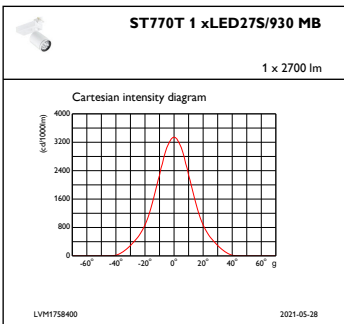 ST770T 1 xLED27S/930 MB
1 x 2700 lm
Cartesian intensity diagram
(cd/1000lm)
4000
3200
2400
1600
800
0
-60° -40° -20° 0° 20° 40° 60° g
LVM1758400 2021-05-28